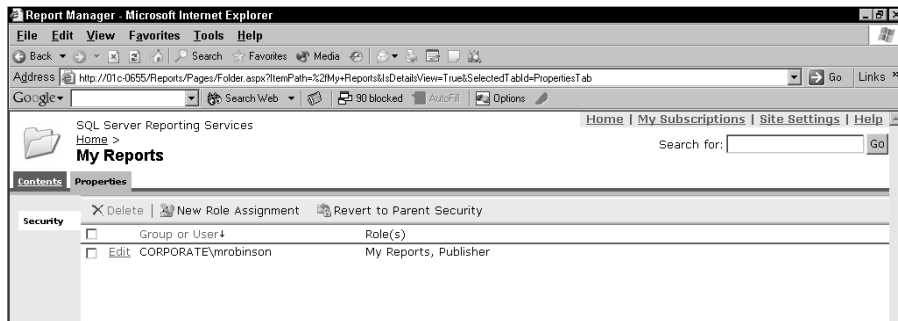 Report Manager - Microsoft Internet Explorer
File Edit View Favorites Tools Help
Back Search Favorites Media
Address http://01c-0655/Reports/Pages/Folder.aspx?ItemPath=%2fMy+Reports&IsDetailsView=True&SelectedTabId=PropertiesTab Go Links »
Google Search Web 90 blocked AutoFill Options
Home | My Subscriptions | Site Settings | Help
SQL Server Reporting Services
Home >
My Reports
Search for: Go
Contents Properties
Security
Delete | New Role Assignment Revert to Parent Security
Group or User↓ Role(s)
Edit CORPORATE\mrobinson My Reports, Publisher